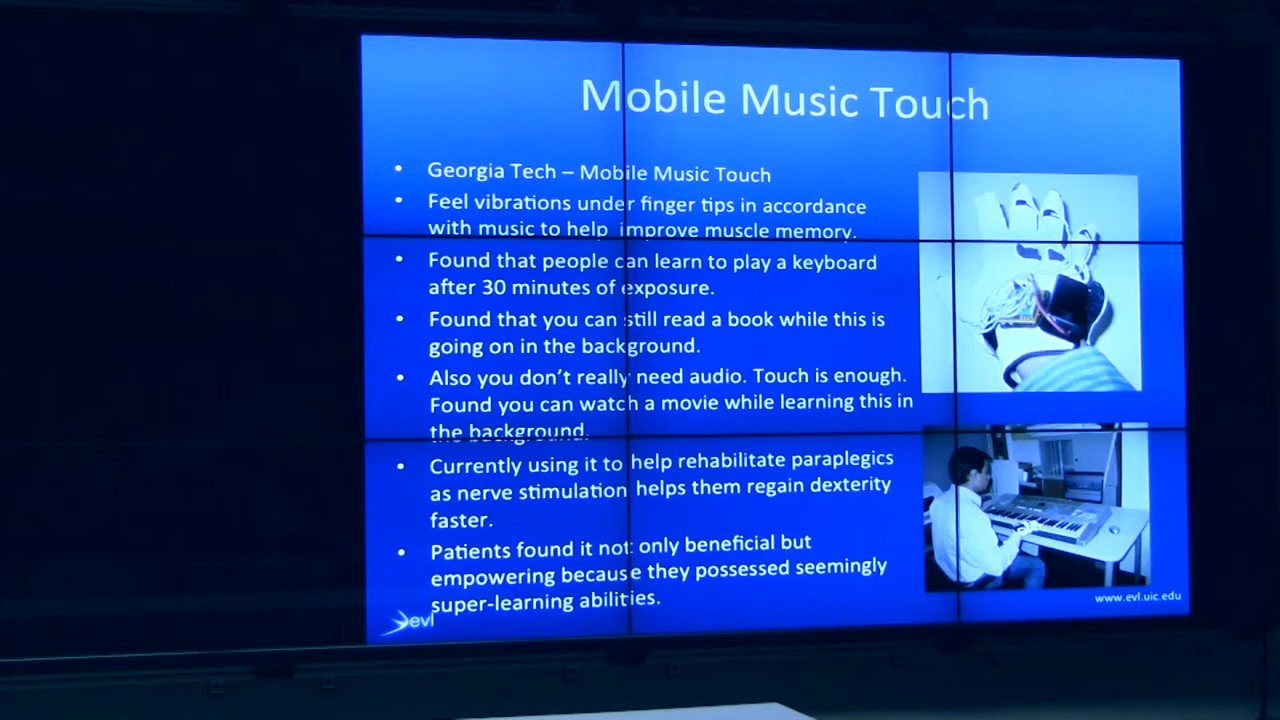 Mobile Music Touch
• Georgia Tech – Mobile Music Touch
• Feel vibrations under finger tips in accordance
with music to help improve muscle memory.
• Found that people can learn to play a keyboard
after 30 minutes of exposure.
• Found that you can still read a book while this is
going on in the background.
• Also you don't really need audio. Touch is enough.
Found you can watch a movie while learning this in
the background.
• Currently using it to help rehabilitate paraplegics
as nerve stimulation helps them regain dexterity
faster.
• Patients found it not only beneficial but
empowering because they possessed seemingly
super-learning abilities.
www.evl.uic.edu
evl